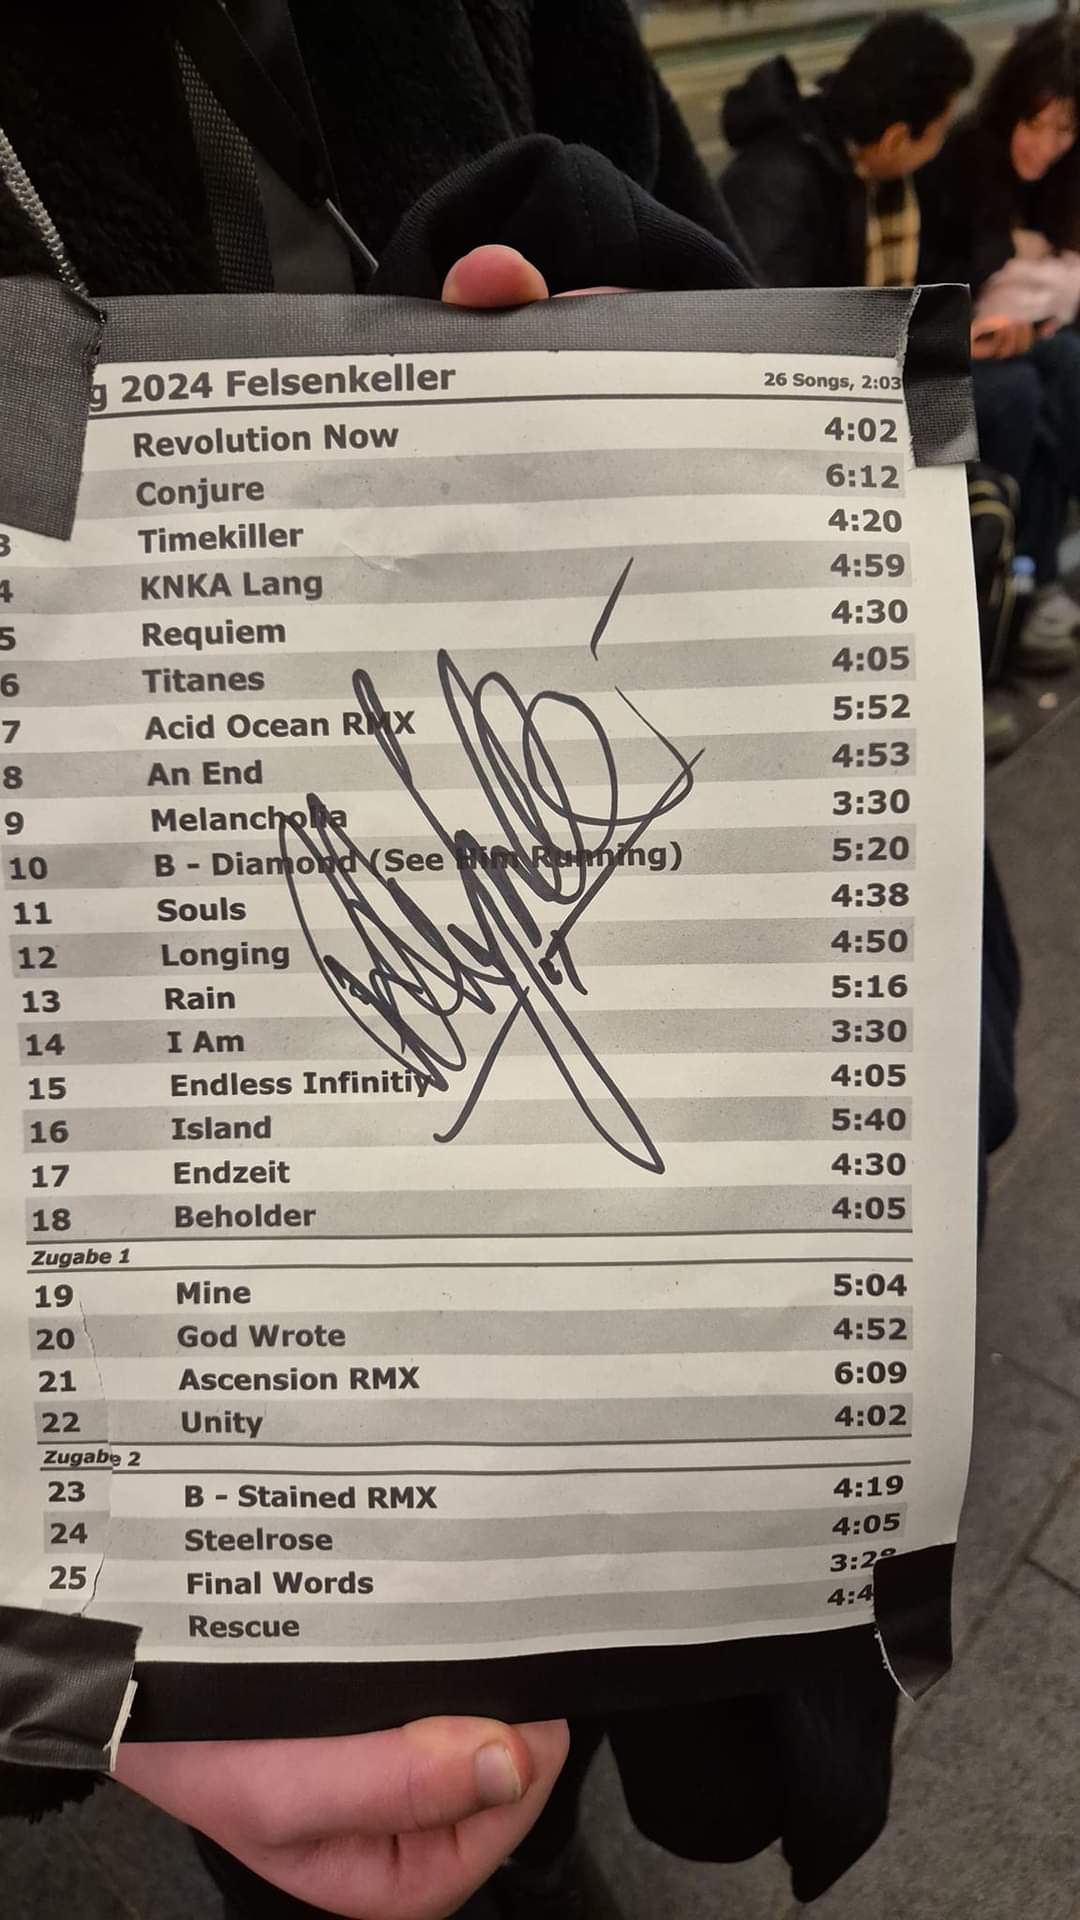 g 2024 Felsenkeller 26 Songs, 2:03
Revolution Now 4:02
Conjure 6:12
3 Timekiller 4:20
4 KNKA Lang 4:59
5 Requiem 4:30
6 Titanes 4:05
7 Acid Ocean RMX 5:52
8 An End 4:53
9 Melancholia 3:30
10 B - Diamond (See Him Running) 5:20
11 Souls 4:38
12 Longing 4:50
13 Rain 5:16
14 I Am 3:30
15 Endless Infinitiy 4:05
16 Island 5:40
17 Endzeit 4:30
18 Beholder 4:05
Zugabe 1
19 Mine 5:04
20 God Wrote 4:52
21 Ascension RMX 6:09
22 Unity 4:02
Zugabe 2
23 B - Stained RMX 4:19
24 Steelrose 4:05
25 Final Words 3:28
Rescue 4:4